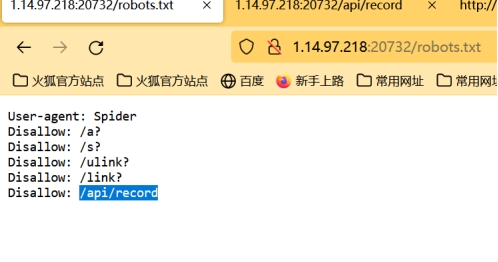 1.14.97.218:20732/robots.txt × 1.14.97.218:20732/api/record × http://
1.14.97.218:20732/robots.txt
火狐官方站点 火狐官方站点 百度 新手上路 常用网址 常用网
User-agent: Spider
Disallow: /a?
Disallow: /s?
Disallow: /ulink?
Disallow: /link?
Disallow: /api/record